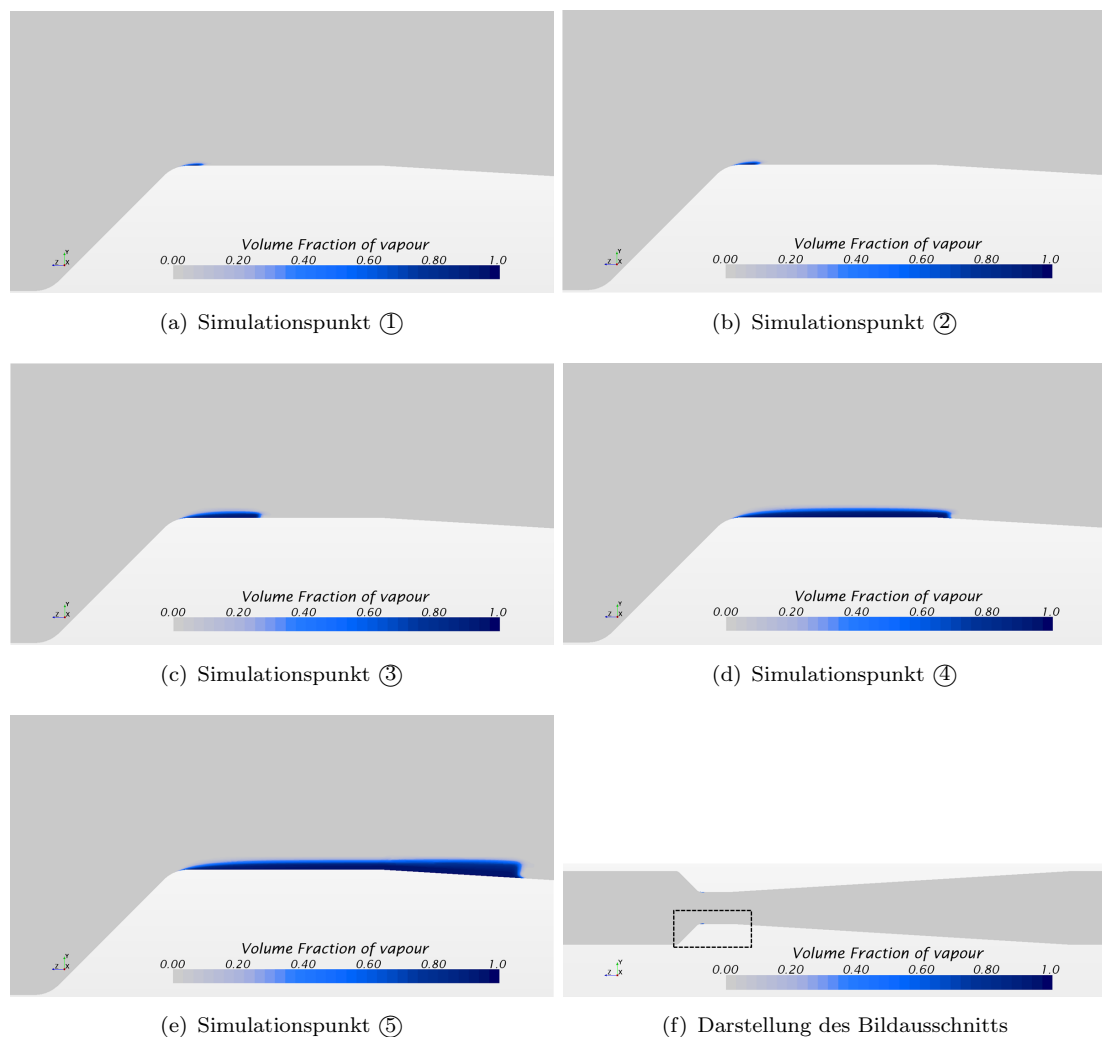 Y
Z X
Volume Fraction of vapour
0.00 0.20 0.40 0.60 0.80 1.0
(a) Simulationspunkt ①
Y
Z X
Volume Fraction of vapour
0.00 0.20 0.40 0.60 0.80 1.0
(b) Simulationspunkt ②
Y
Z X
Volume Fraction of vapour
0.00 0.20 0.40 0.60 0.80 1.0
(c) Simulationspunkt ③
Y
Z X
Volume Fraction of vapour
0.00 0.20 0.40 0.60 0.80 1.0
(d) Simulationspunkt ④
Y
Z X
Volume Fraction of vapour
0.00 0.20 0.40 0.60 0.80 1.0
(e) Simulationspunkt ⑤
Y
Z X
Volume Fraction of vapour
0.00 0.20 0.40 0.60 0.80 1.0
(f) Darstellung des Bildausschnitts